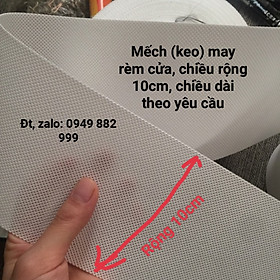 Mếch (keo) may
rèm cửa, chiều rộng
10cm, chiều dài
theo yêu cầu
Đt, zalo: 0949 882
999
Rộng 10cm